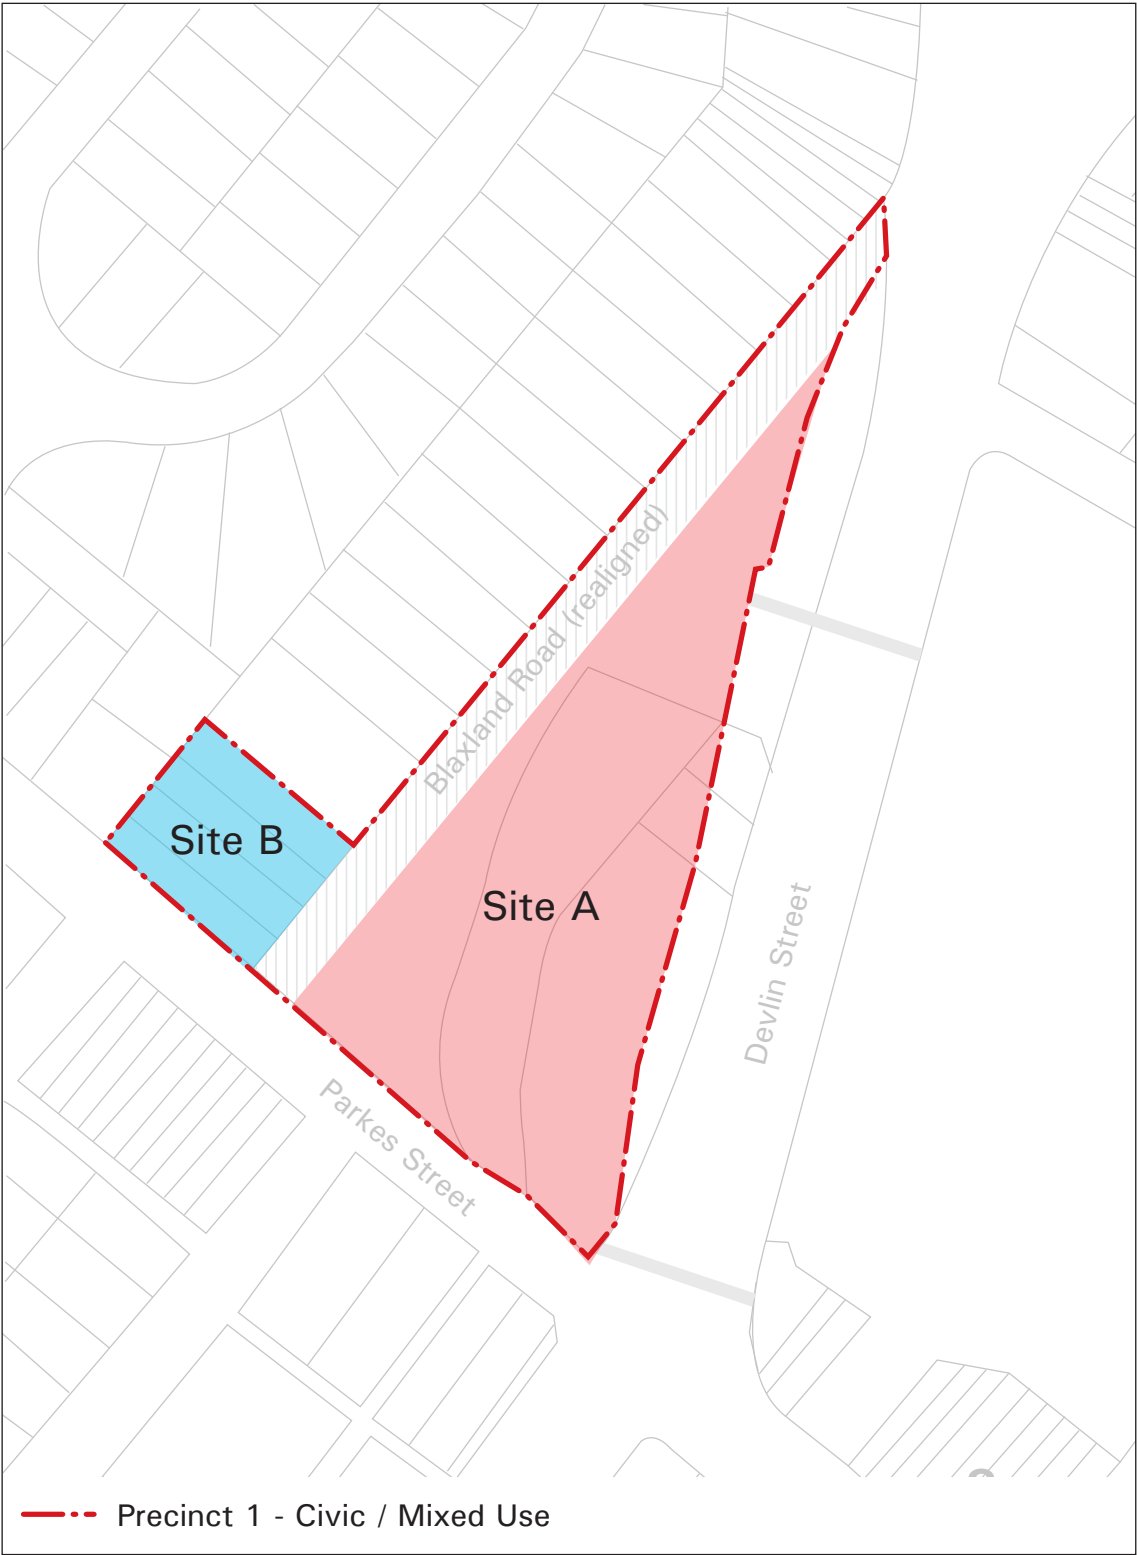 Blaxland Road (realigned)
Site B
Site A
Devlin Street
Parkes Street
Precinct 1 - Civic / Mixed Use